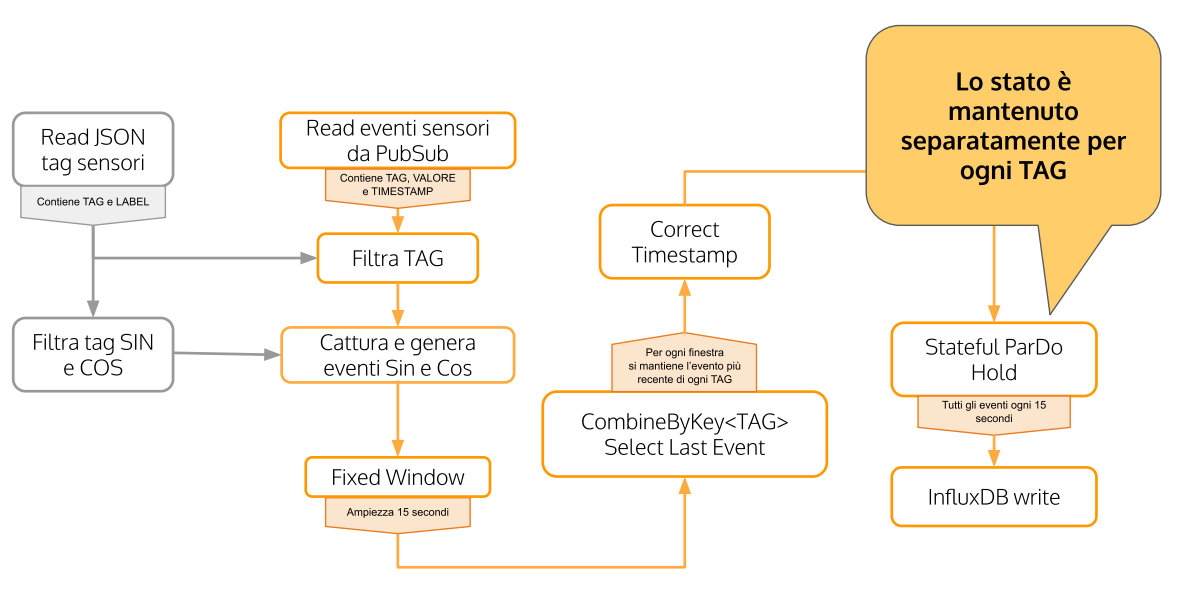 Read JSON
tag sensori
Contiene TAG e LABEL
Filtra tag SIN
e COS
Read eventi sensori
da PubSub
Contiene TAG, VALORE
e TIMESTAMP
Filtra TAG
Cattura e genera
eventi Sin e Cos
Fixed Window
Ampiezza 15 secondi
CombineByKey<TAG>
Select Last Event
Per ogni finestra
si mantiene l'evento più
recente di ogni TAG
Correct
Timestamp
Lo stato è
mantenuto
separatamente per
ogni TAG
Stateful ParDo
Hold
Tutti gli eventi ogni 15
secondi
InfluxDB write